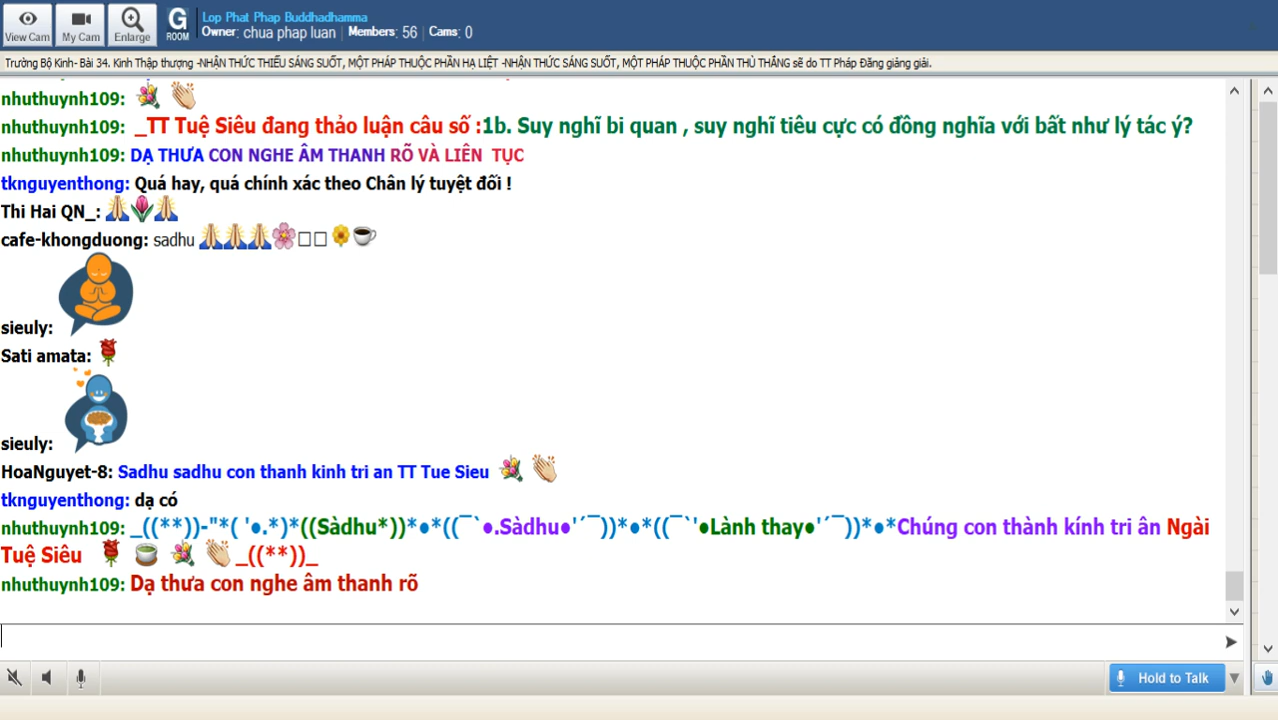 View Cam
My Cam
Enlarge
G
ROOM
Lop Phat Phap Buddhadhamma
Owner: chua phap luan | Members: 56 | Cams: 0
Trường Bộ Kinh- Bài 34. Kinh Thập thượng -NHẬN THỨC THIẾU SÁNG SUỐT, MỘT PHÁP THUỘC PHẦN HẠ LIỆT -NHẬN THỨC SÁNG SUỐT, MỘT PHÁP THUỘC PHẦN THÙ THẮNG sẽ do TT Pháp Đăng giảng giải.
nhuthuynh109: 💐 👏
nhuthuynh109: _TT Tuệ Siêu đang thảo luận câu số :1b. Suy nghĩ bi quan , suy nghĩ tiêu cực có đồng nghĩa với bất như lý tác ý?
nhuthuynh109: DẠ THƯA CON NGHE ÂM THANH RÕ VÀ LIÊN TỤC
tknguyenthong: Quá hay, quá chính xác theo Chân lý tuyệt đối !
Thi Hai QN_: 🙏🌷🙏
cafe-khongduong: sadhu 🙏🙏🙏🌸□□ 🌻☕
sieuly:
Sati amata: 🌹
sieuly:
HoaNguyet-8: Sadhu sadhu con thanh kinh tri an TT Tue Sieu 💐 👏
tknguyenthong: dạ có
nhuthuynh109: _((**))-"*( '●.*)*((Sàdhu*))*●*((¯`●.Sàdhu●'´¯))*●*((¯`'●Lành thay●'´¯))*●*Chúng con thành kính tri ân Ngài
Tuệ Siêu 🌹 🍵 💐 👏 _((**))_
nhuthuynh109: Dạ thưa con nghe âm thanh rõ
Hold to Talk